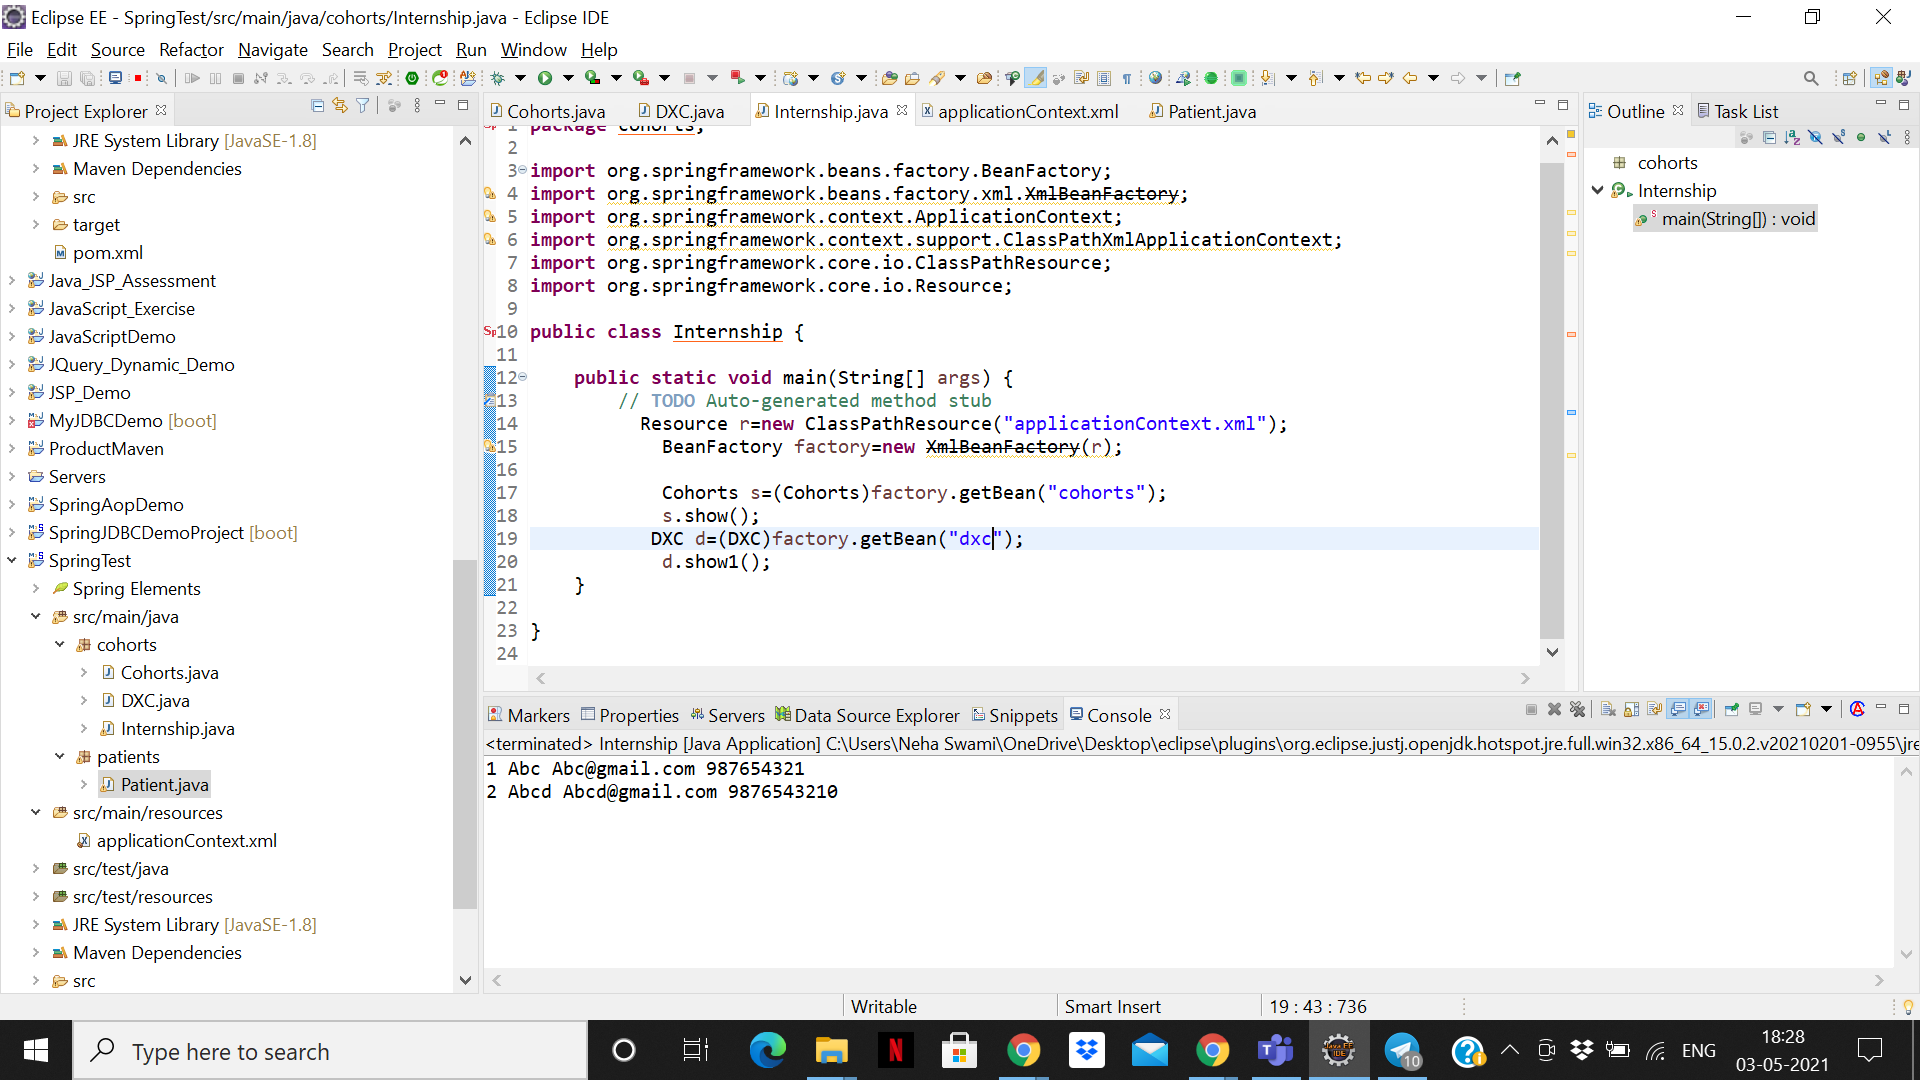 Eclipse EE - SpringTest/src/main/java/cohorts/Internship.java - Eclipse IDE
File Edit Source Refactor Navigate Search Project Run Window Help
Project Explorer
JRE System Library [JavaSE-1.8]
Maven Dependencies
src
target
pom.xml
Java_JSP_Assessment
JavaScript_Exercise
JavaScriptDemo
JQuery_Dynamic_Demo
JSP_Demo
MyJDBCDemo [boot]
ProductMaven
Servers
SpringAopDemo
SpringJDBCDemoProject [boot]
SpringTest
Spring Elements
src/main/java
cohorts
Cohorts.java
DXC.java
Internship.java
patients
Patient.java
src/main/resources
applicationContext.xml
src/test/java
src/test/resources
JRE System Library [JavaSE-1.8]
Maven Dependencies
src
Cohorts.java DXC.java Internship.java applicationContext.xml Patient.java
1 package cohorts;
2
3 import org.springframework.beans.factory.BeanFactory;
4 import org.springframework.beans.factory.xml.XmlBeanFactory;
5 import org.springframework.context.ApplicationContext;
6 import org.springframework.context.support.ClassPathXmlApplicationContext;
7 import org.springframework.core.io.ClassPathResource;
8 import org.springframework.core.io.Resource;
9
10 public class Internship {
11
12 public static void main(String[] args) {
13 // TODO Auto-generated method stub
14 Resource r=new ClassPathResource("applicationContext.xml");
15 BeanFactory factory=new XmlBeanFactory(r);
16
17 Cohorts s=(Cohorts)factory.getBean("cohorts");
18 s.show();
19 DXC d=(DXC)factory.getBean("dxc");
20 d.show1();
21 }
22
23 }
24
Outline Task List
cohorts
Internship
main(String[]) : void
Markers Properties Servers Data Source Explorer Snippets Console
<terminated> Internship [Java Application] C:\Users\Neha Swami\OneDrive\Desktop\eclipse\plugins\org.eclipse.justj.openjdk.hotspot.jre.full.win32.x86_64_15.0.2.v20210201-0955\jre
1 Abc Abc@gmail.com 987654321
2 Abcd Abcd@gmail.com 9876543210
Writable Smart Insert 19 : 43 : 736
Type here to search
10
ENG
18:28
03-05-2021